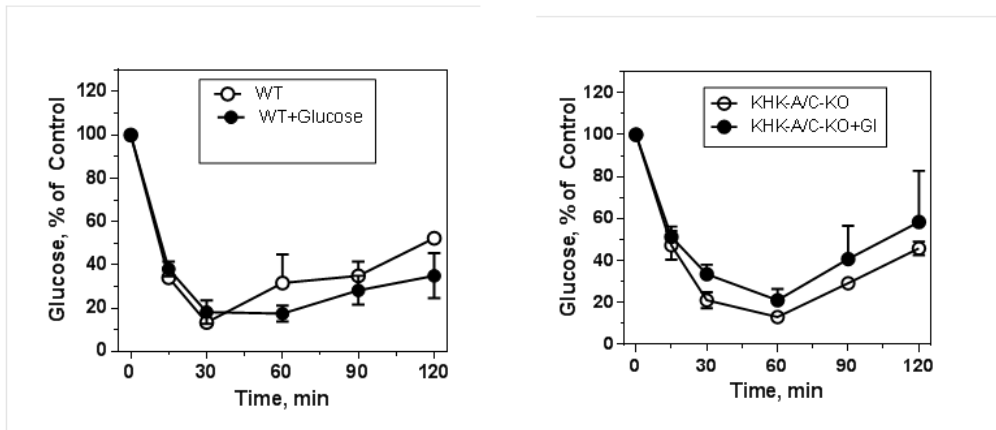 Glucose, % of Control
120
100
80
60
40
20
0
WT
WT+Glucose
0 30 60 90 120
Time, min
Glucose, % of Control
120
100
80
60
40
20
0
KHK-A/C-KO
KHK-A/C-KO+Gl
0 30 60 90 120
Time, min